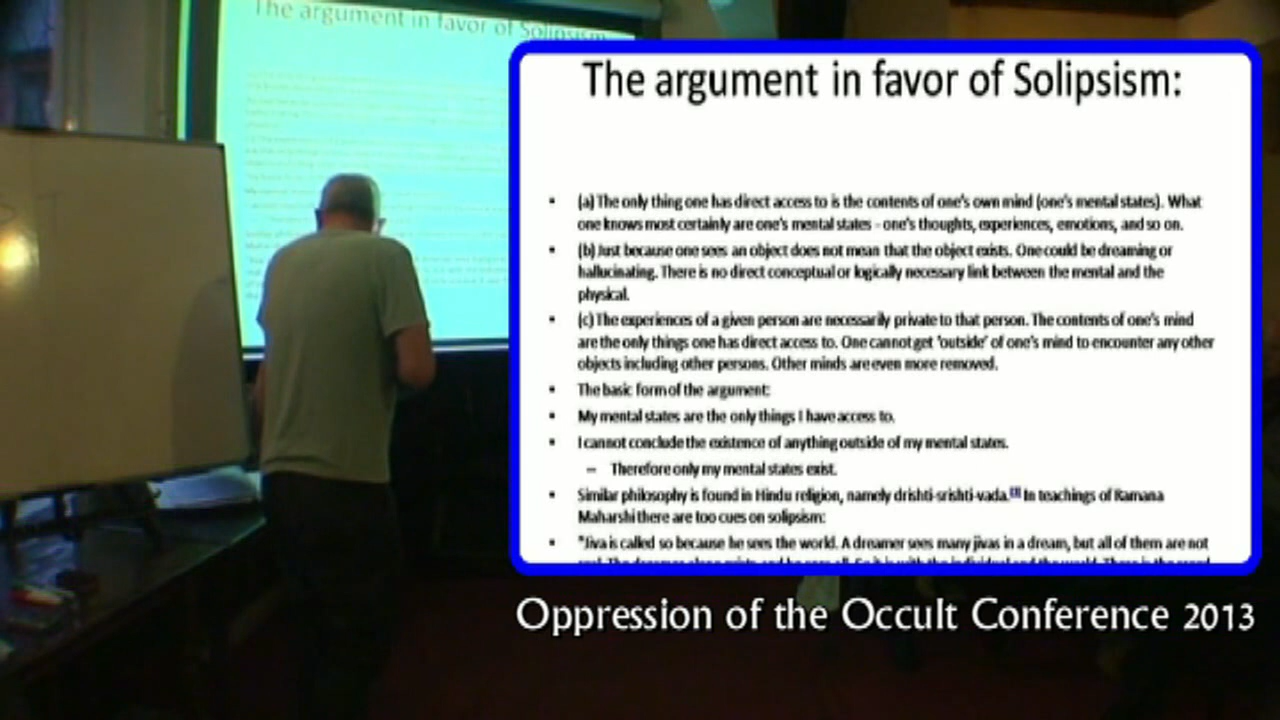 The argument in favor of Solipsism
The argument in favor of Solipsism:
• (a) The only thing one has direct access to is the contents of one's own mind (one's mental states). What
one knows most certainly are one's mental states - one's thoughts, experiences, emotions, and so on.
• (b) Just because one sees an object does not mean that the object exists. One could be dreaming or
hallucinating. There is no direct conceptual or logically necessary link between the mental and the
physical.
• (c) The experiences of a given person are necessarily private to that person. The contents of one's mind
are the only things one has direct access to. One cannot get 'outside' of one's mind to encounter any other
objects including other persons. Other minds are even more removed.
• The basic form of the argument:
• My mental states are the only things I have access to.
• I cannot conclude the existence of anything outside of my mental states.
– Therefore only my mental states exist.
• Similar philosophy is found in Hindu religion, namely drishti-srishti-vada. In teachings of Ramana
Maharshi there are too cues on solipsism:
• "Jiva is called so because he sees the world. A dreamer sees many jivas in a dream, but all of them are not
Oppression of the Occult Conference 2013